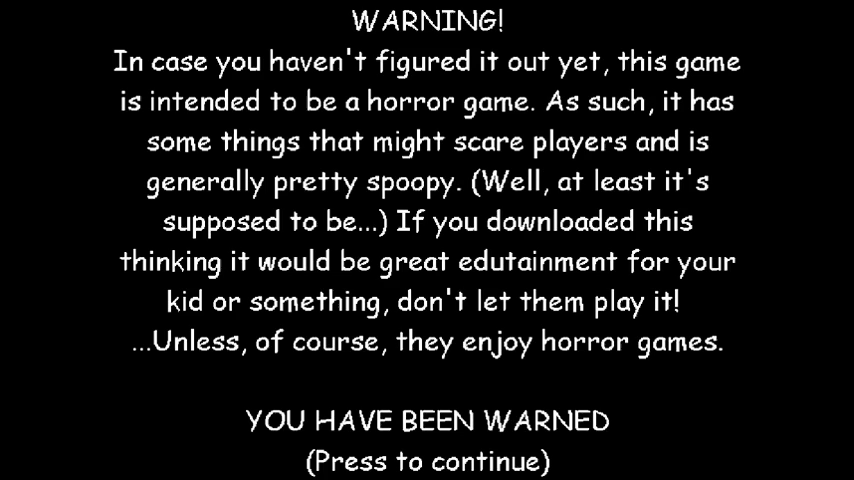 WARNING!
In case you haven't figured it out yet, this game
is intended to be a horror game. As such, it has
some things that might scare players and is
generally pretty spoopy. (Well, at least it's
supposed to be...) If you downloaded this
thinking it would be great edutainment for your
kid or something, don't let them play it!
...Unless, of course, they enjoy horror games.
YOU HAVE BEEN WARNED
(Press to continue)